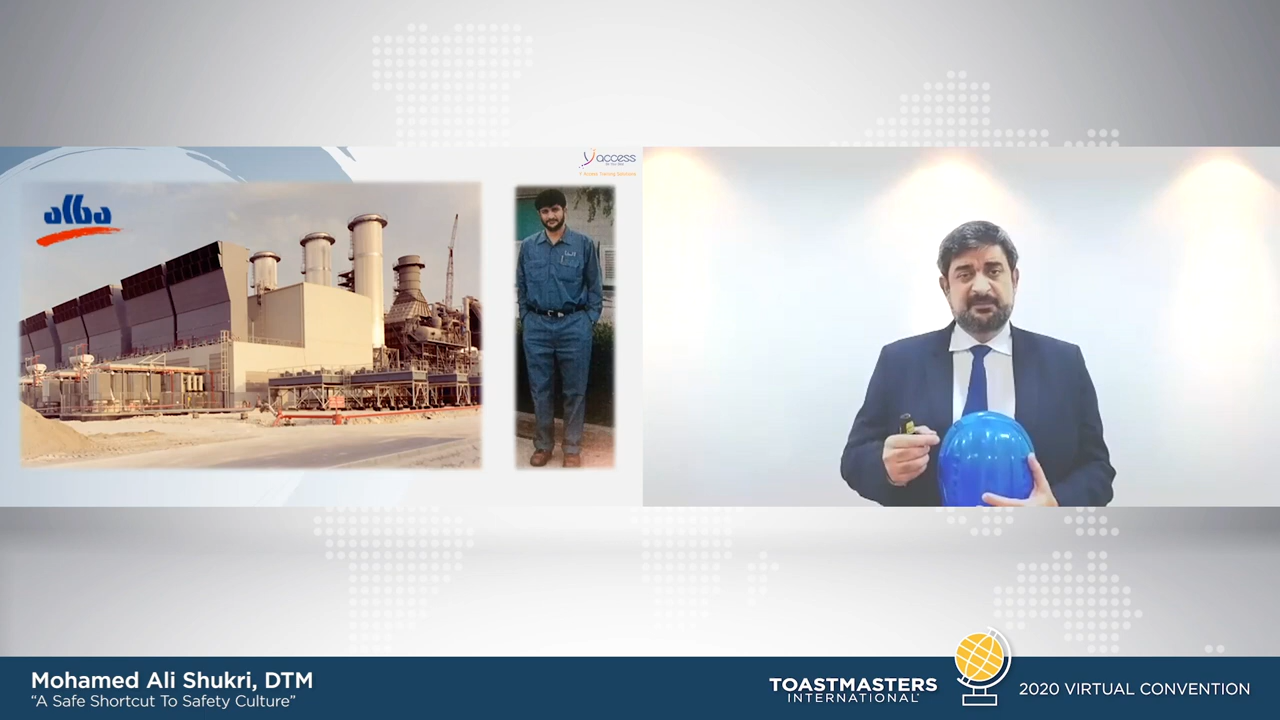 alba
access
Mohamed Ali Shukri, DTM
“A Safe Shortcut To Safety Culture”
TOASTMASTERS
INTERNATIONAL
2020 VIRTUAL CONVENTION